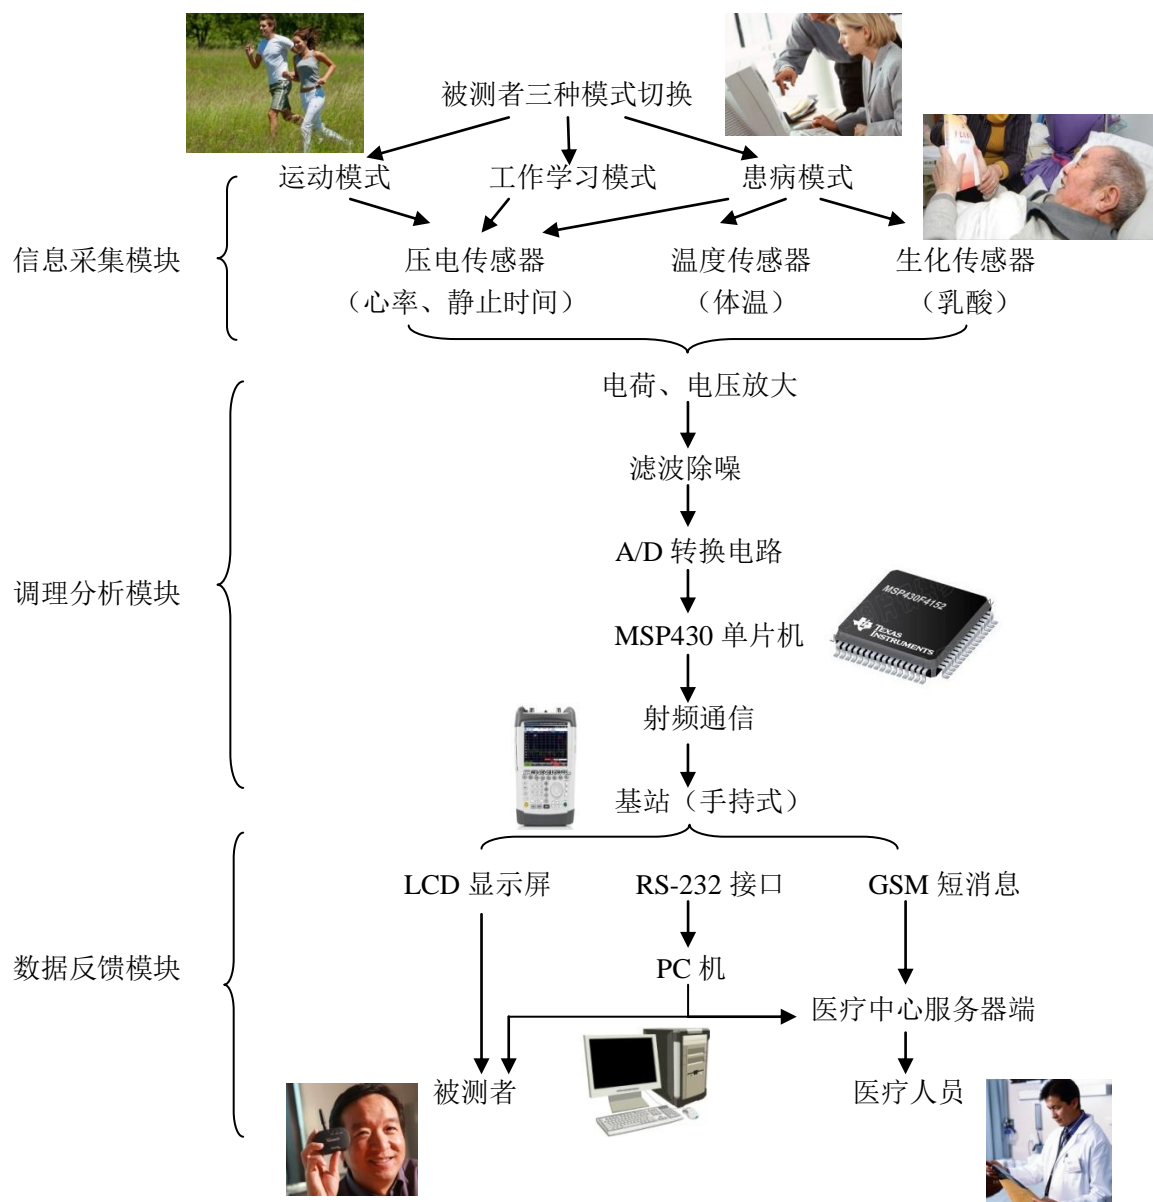 被测者三种模式切换
运动模式
工作学习模式
患病模式
信息采集模块
压电传感器
温度传感器
生化传感器
（心率、静止时间）
（体温）
（乳酸）
电荷、电压放大
滤波除噪
A/D 转换电路
调理分析模块
MSP430F4152
TEXAS
INSTRUMENTS
MSP430 单片机
射频通信
基站（手持式）
LCD 显示屏
RS-232 接口
GSM 短消息
数据反馈模块
PC 机
医疗中心服务器端
被测者
医疗人员